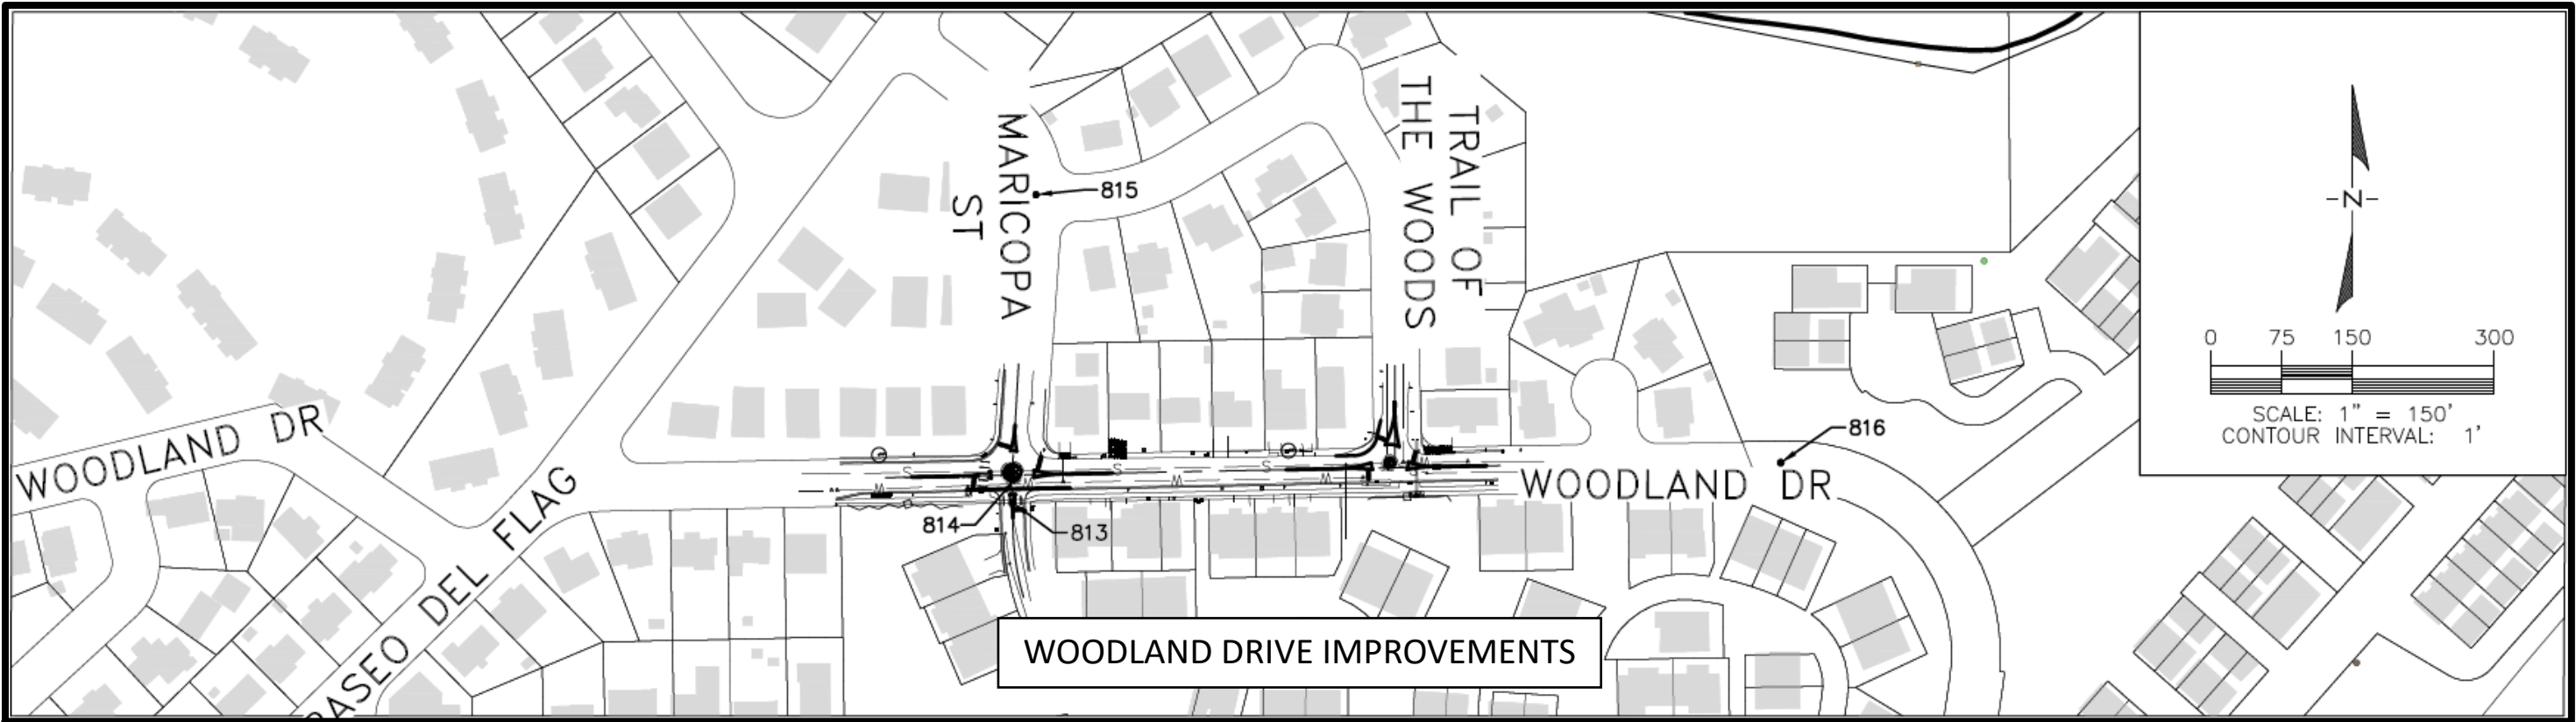 MARICOPA
ST
815
TRAIL OF
THE WOODS
-N-
0 75 150 300
SCALE: 1" = 150'
CONTOUR INTERVAL: 1'
WOODLAND DR
816
WOODLAND DR
S S S
M M M M M
814
813
PASEO DEL FLAG
WOODLAND DRIVE IMPROVEMENTS